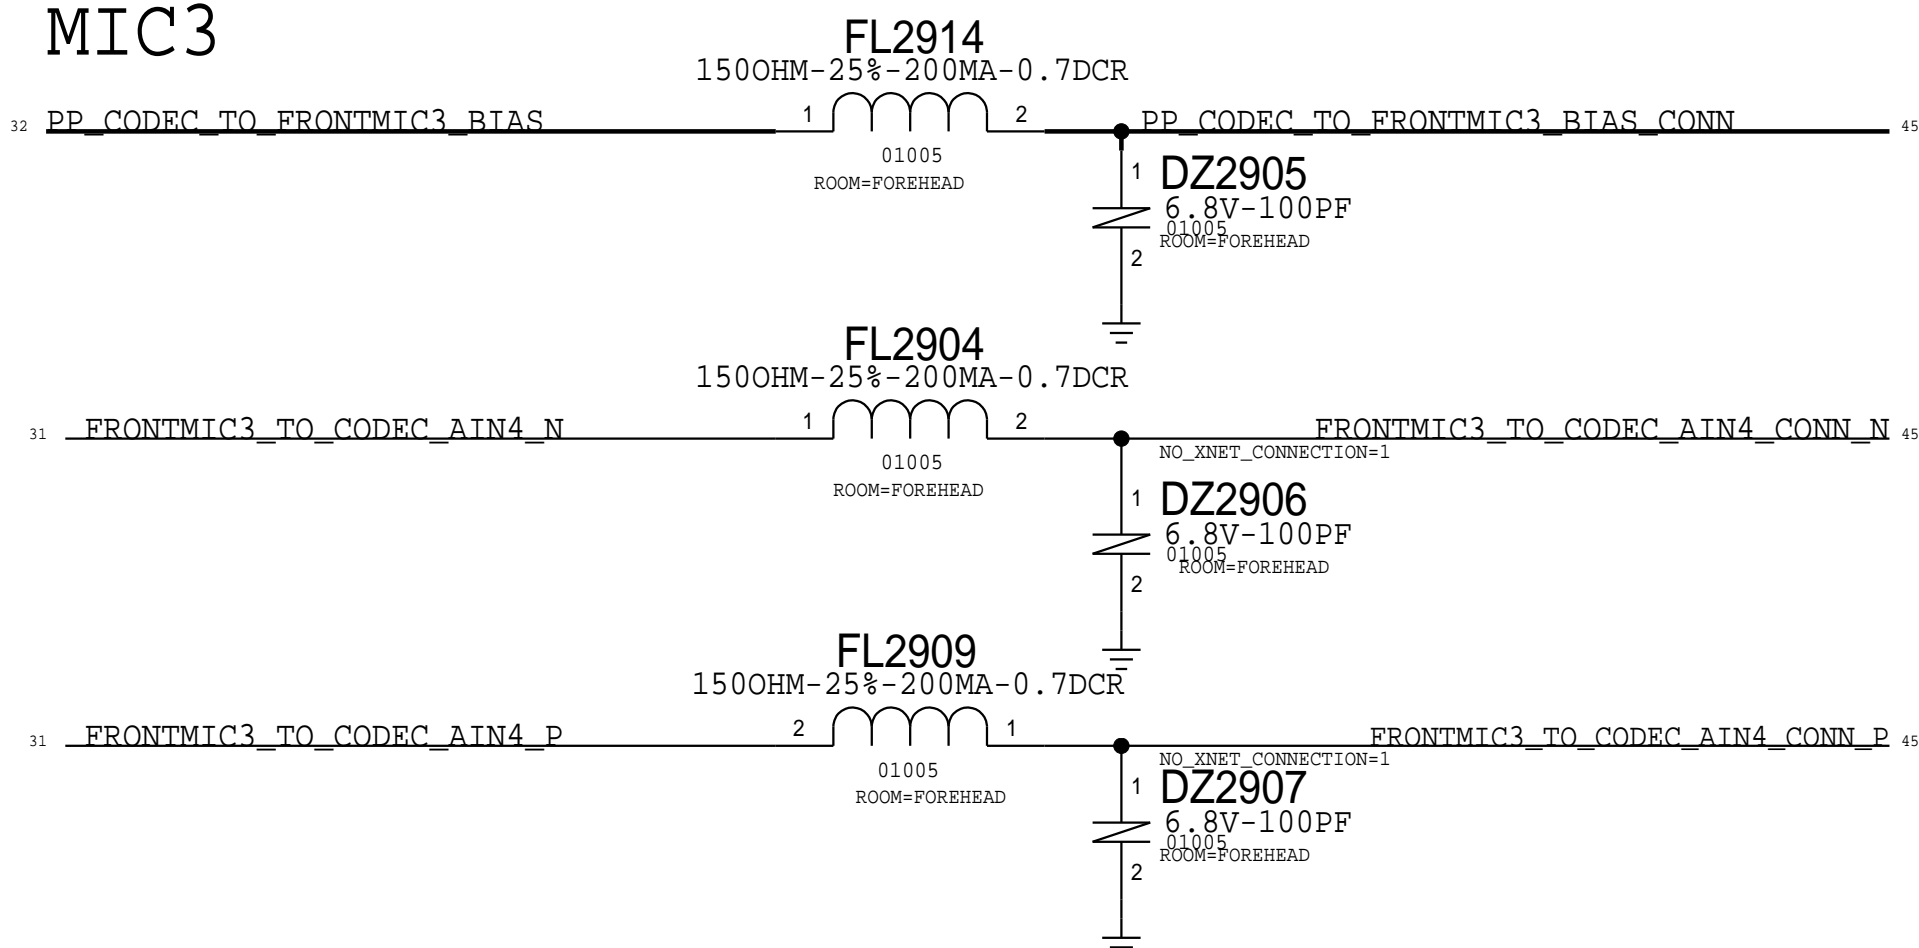 MIC3
FL2914
150OHM-25%-200MA-0.7DCR
32 PP_CODEC_TO_FRONTMIC3_BIAS 1 2 PP_CODEC_TO_FRONTMIC3_BIAS_CONN 45
01005
ROOM=FOREHEAD
1 DZ2905
6.8V-100PF
01005
ROOM=FOREHEAD
2
FL2904
150OHM-25%-200MA-0.7DCR
31 FRONTMIC3_TO_CODEC_AIN4_N 1 2 FRONTMIC3_TO_CODEC_AIN4_CONN_N 45
NO_XNET_CONNECTION=1
01005
ROOM=FOREHEAD
1 DZ2906
6.8V-100PF
01005
ROOM=FOREHEAD
2
FL2909
150OHM-25%-200MA-0.7DCR
31 FRONTMIC3_TO_CODEC_AIN4_P 2 1 FRONTMIC3_TO_CODEC_AIN4_CONN_P 45
NO_XNET_CONNECTION=1
01005
ROOM=FOREHEAD
1 DZ2907
6.8V-100PF
01005
ROOM=FOREHEAD
2